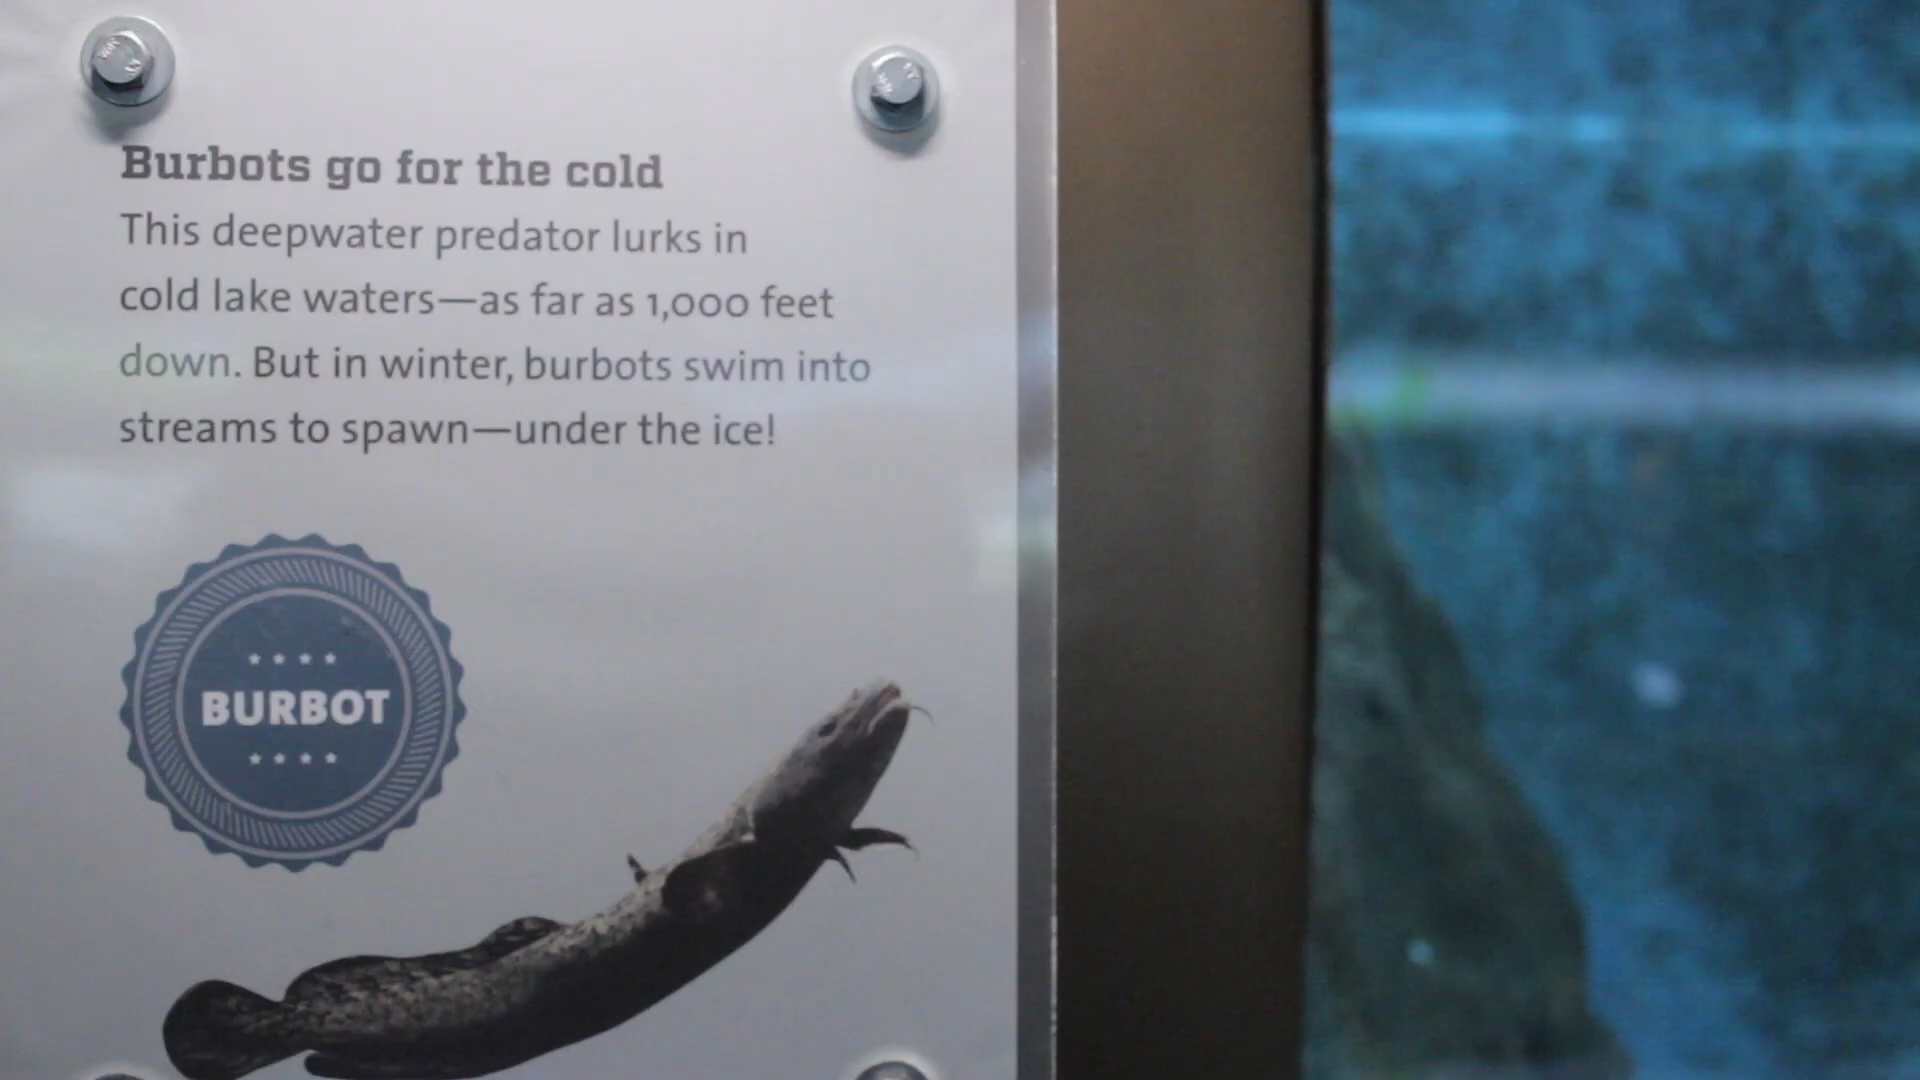 Burbots go for the cold
This deepwater predator lurks in
cold lake waters—as far as 1,000 feet
down. But in winter, burbots swim into
streams to spawn—under the ice!
BURBOT